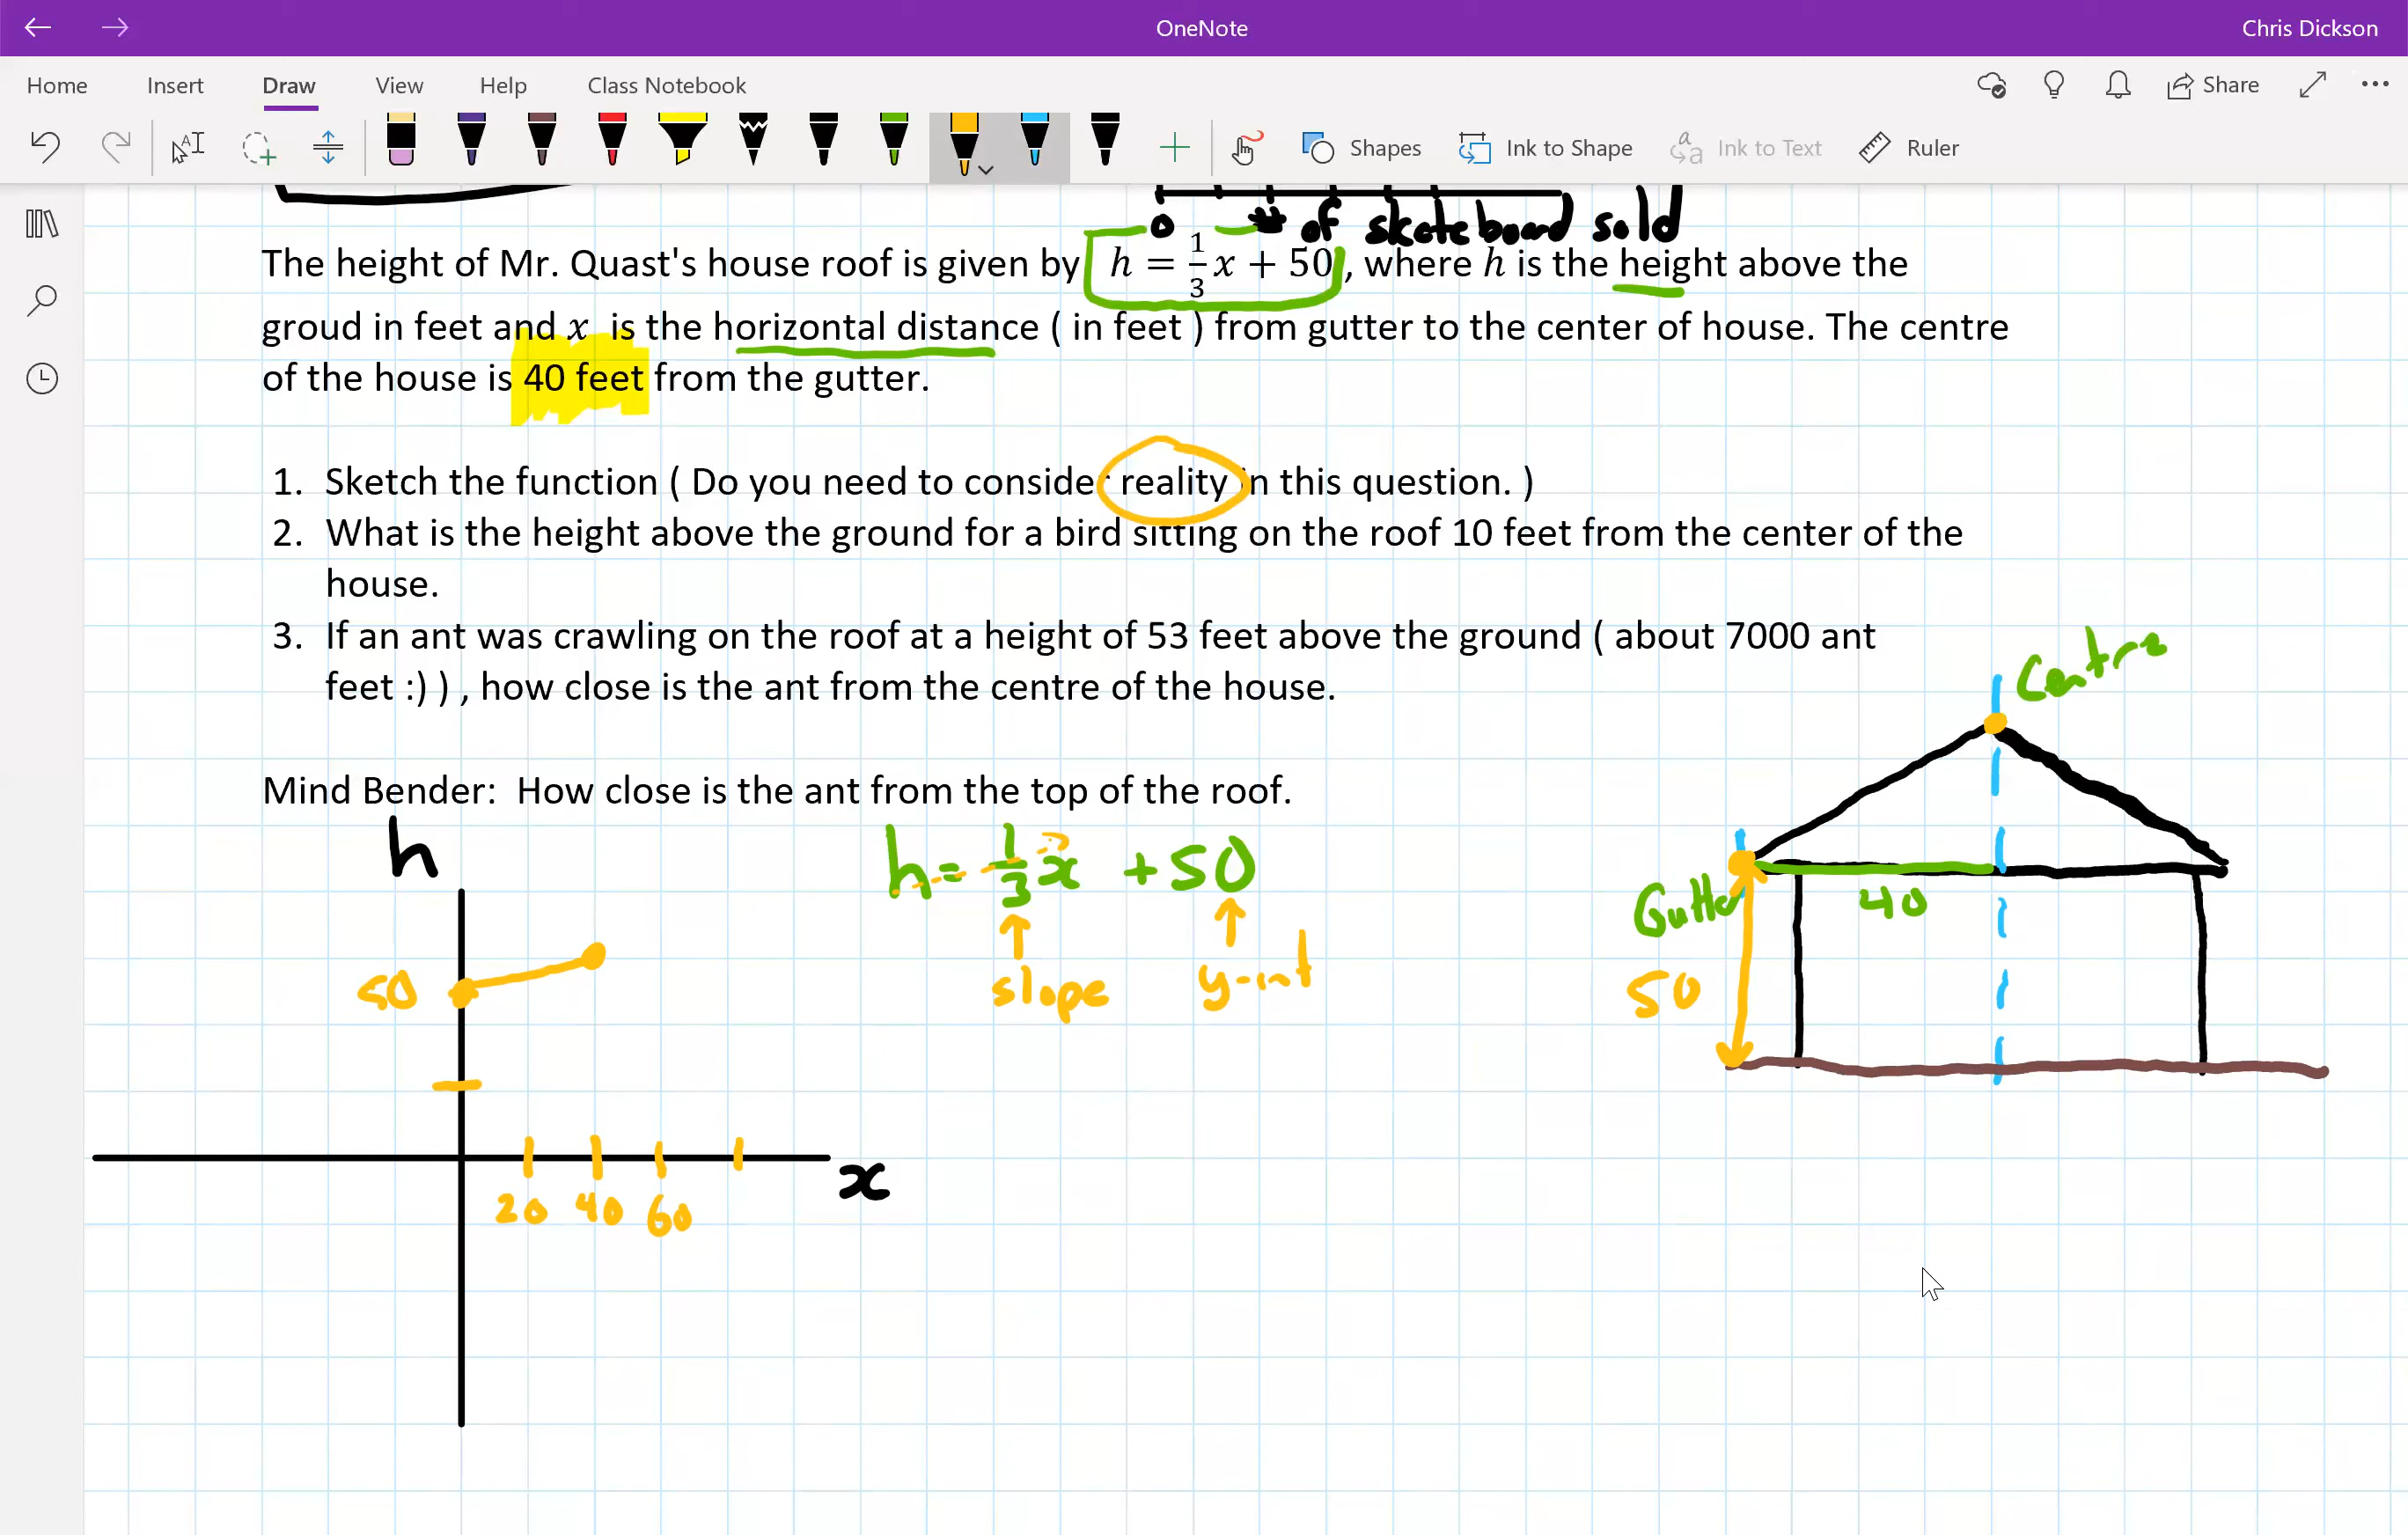 OneNote
Chris Dickson
Home Insert Draw View Help Class Notebook Share
Shapes Ink to Shape Ink to Text Ruler
0 # of skateboard sold
The height of Mr. Quast's house roof is given by h = 1/3 x + 50 , where h is the height above the
groud in feet and x is the horizontal distance ( in feet ) from gutter to the center of house. The centre
of the house is 40 feet from the gutter.
1. Sketch the function ( Do you need to consider reality in this question. )
2. What is the height above the ground for a bird sitting on the roof 10 feet from the center of the
house.
3. If an ant was crawling on the roof at a height of 53 feet above the ground ( about 7000 ant
feet :) ) , how close is the ant from the centre of the house.
Mind Bender: How close is the ant from the top of the roof.
h
50
20 40 60
x
h = 1/3 x + 50
slope y-int
Centre
Gutter
40
50